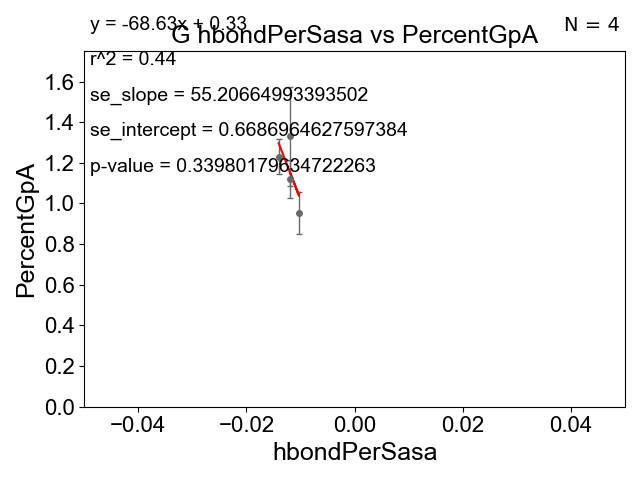 y = -68.63x + 0.33
N = 4
G hbondPerSasa vs PercentGpA
r^2 = 0.44
se_slope = 55.20664993393502
se_intercept = 0.6686964627597384
p-value = 0.33980179634722263
1.6
1.4
1.2
1.0
0.8
0.6
0.4
0.2
0.0
PercentGpA
−0.04
−0.02
0.00
0.02
0.04
hbondPerSasa